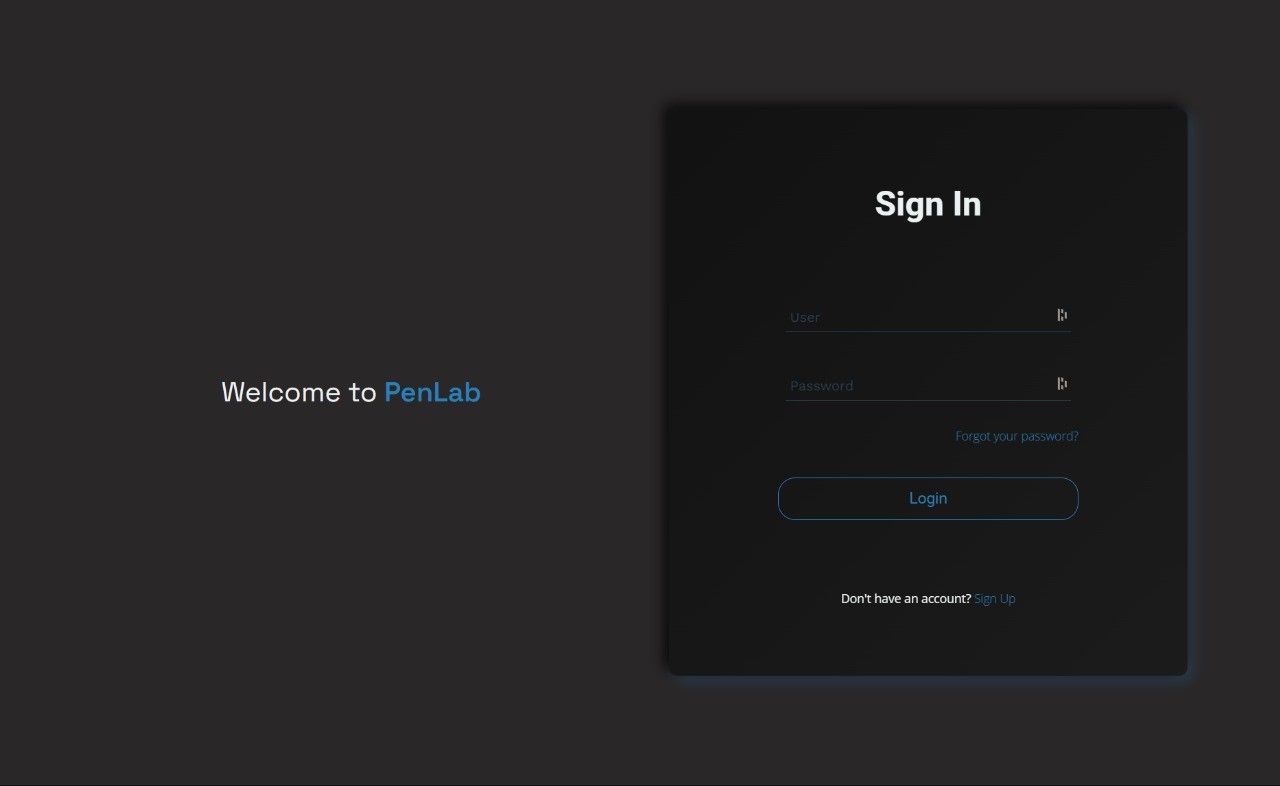 Welcome to PenLab
Sign In
User
Password
Forgot your password?
Login
Don't have an account? Sign Up